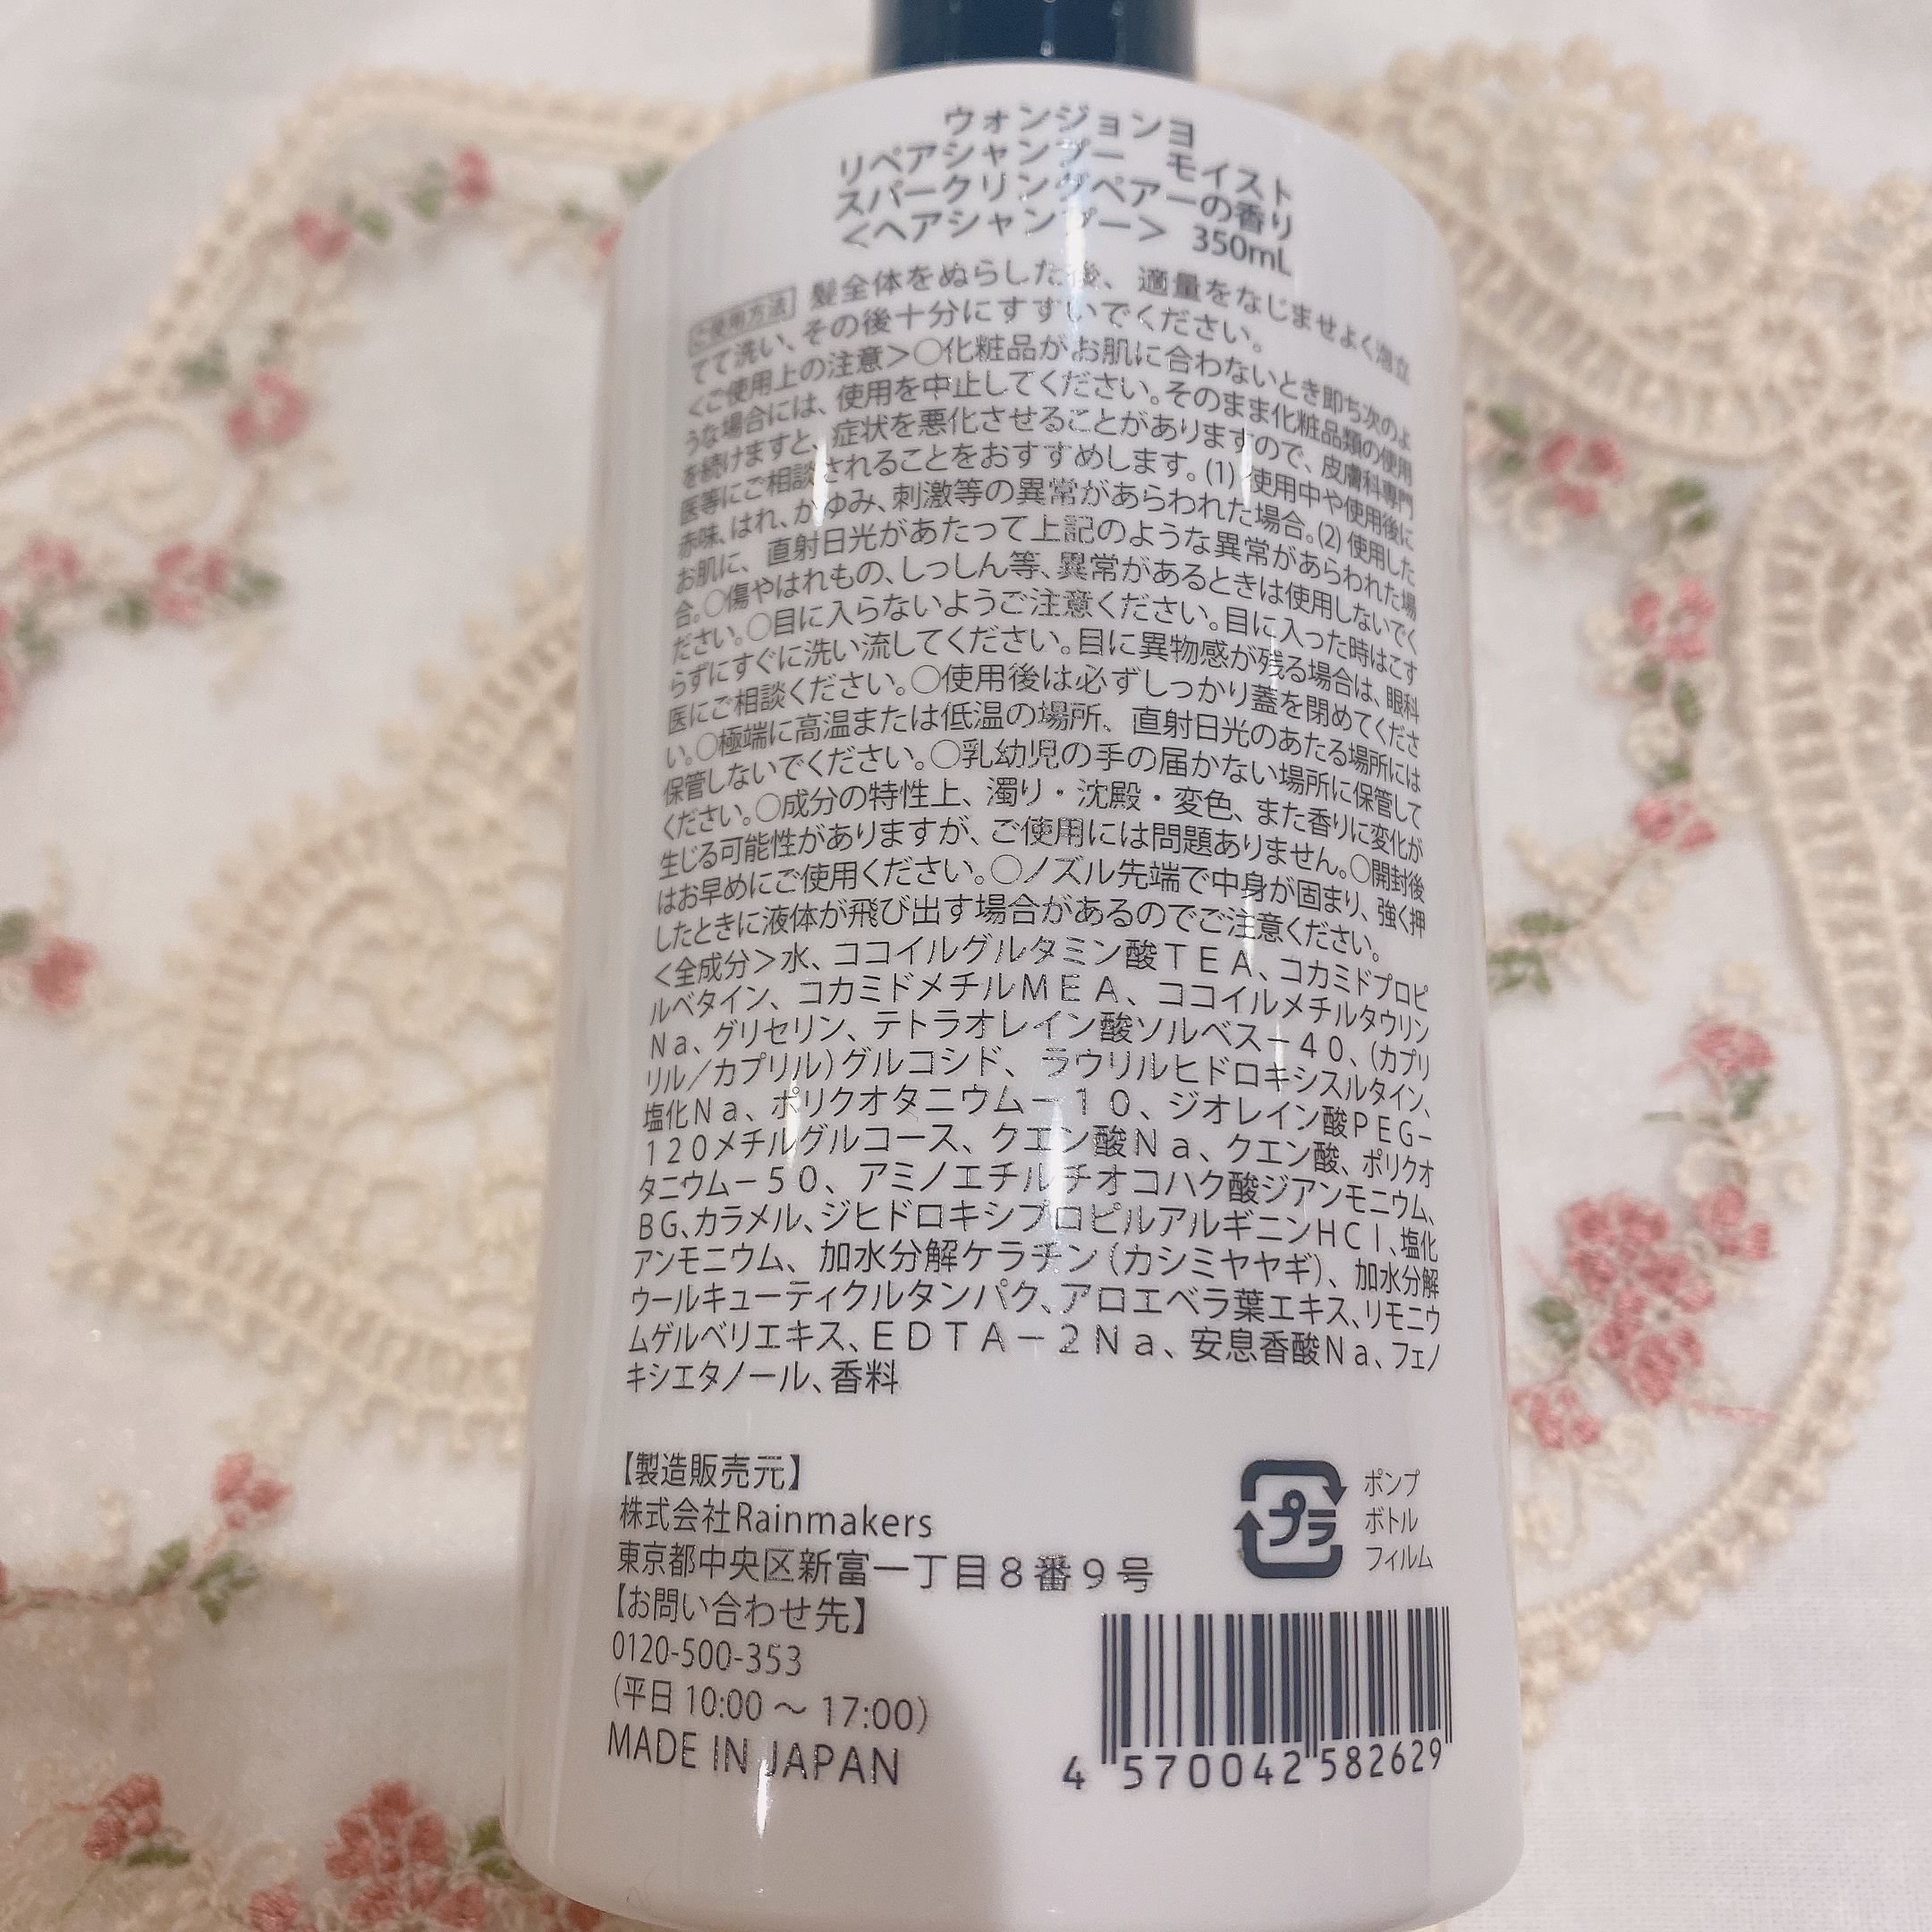 ウォンジョンヨ
リペアシャンプー　モイスト
スパークリングペアーの香り
＜ヘアシャンプー＞　350mL
ご使用方法 髪全体をぬらした後、適量をなじませよく泡立
てて洗い、その後十分にすすいでください。
＜ご使用上の注意＞○化粧品がお肌に合わないとき即ち次のよ
うな場合には、使用を中止してください。そのまま化粧品類の使用
を続けますと、症状を悪化させることがありますので、皮膚科専門
医等にご相談されることをおすすめします。(1) 使用中や使用後に
赤味、はれ、かゆみ、刺激等の異常があらわれた場合。(2) 使用した
お肌に、直射日光があたって上記のような異常があらわれた場
合。○傷やはれもの、しっしん等、異常があるときは使用しないでく
ださい。○目に入らないようご注意ください。目に入った時はこす
らずにすぐに洗い流してください。目に異物感が残る場合は、眼科
医にご相談ください。○使用後は必ずしっかり蓋を閉めてくださ
い。○極端に高温または低温の場所、直射日光のあたる場所には
保管しないでください。○乳幼児の手の届かない場所に保管して
ください。○成分の特性上、濁り・沈殿・変色、また香りに変化が
生じる可能性がありますが、ご使用には問題ありません。○開封後
はお早めにご使用ください。○ノズル先端で中身が固まり、強く押
したときに液体が飛び出す場合があるのでご注意ください。
＜全成分＞水、ココイルグルタミン酸ＴＥＡ、コカミドプロピ
ルベタイン、コカミドメチルＭＥＡ、ココイルメチルタウリン
Ｎａ、グリセリン、テトラオレイン酸ソルベス－４０、(カプリ
リル／カプリル)グルコシド、ラウリルヒドロキシスルタイン、
塩化Ｎａ、ポリクオタニウム－１０、ジオレイン酸ＰＥＧ－
１２０メチルグルコース、クエン酸Ｎａ、クエン酸、ポリクオ
タニウム－５０、アミノエチルチオコハク酸ジアンモニウム、
ＢＧ、カラメル、ジヒドロキシプロピルアルギニンＨＣｌ、塩化
アンモニウム、加水分解ケラチン（カシミヤヤギ）、加水分解
ウールキューティクルタンパク、アロエベラ葉エキス、リモニウ
ムゲルベリエキス、ＥＤＴＡ－２Ｎａ、安息香酸Ｎａ、フェノ
キシエタノール、香料
【製造販売元】
株式会社Rainmakers
東京都中央区新富一丁目８番９号
【お問い合わせ先】
0120-500-353
(平日 10:00 ～ 17:00)
MADE IN JAPAN
プラ
ポンプ
ボトル
フィルム
4 570042 582629